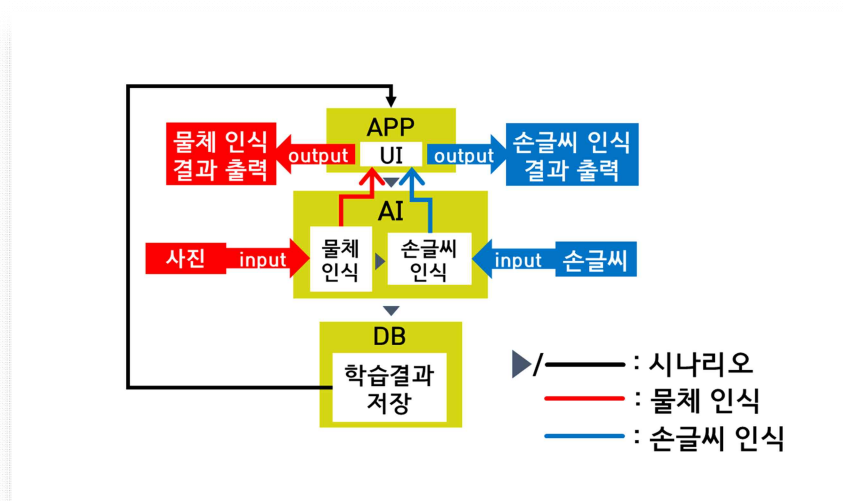 APP
물체 인식
결과 출력
output
UI
output
손글씨 인식
결과 출력
AI
사진
input
물체
인식
손글씨
인식
input
손글씨
DB
학습결과
저장
/ : 시나리오
: 물체 인식
: 손글씨 인식